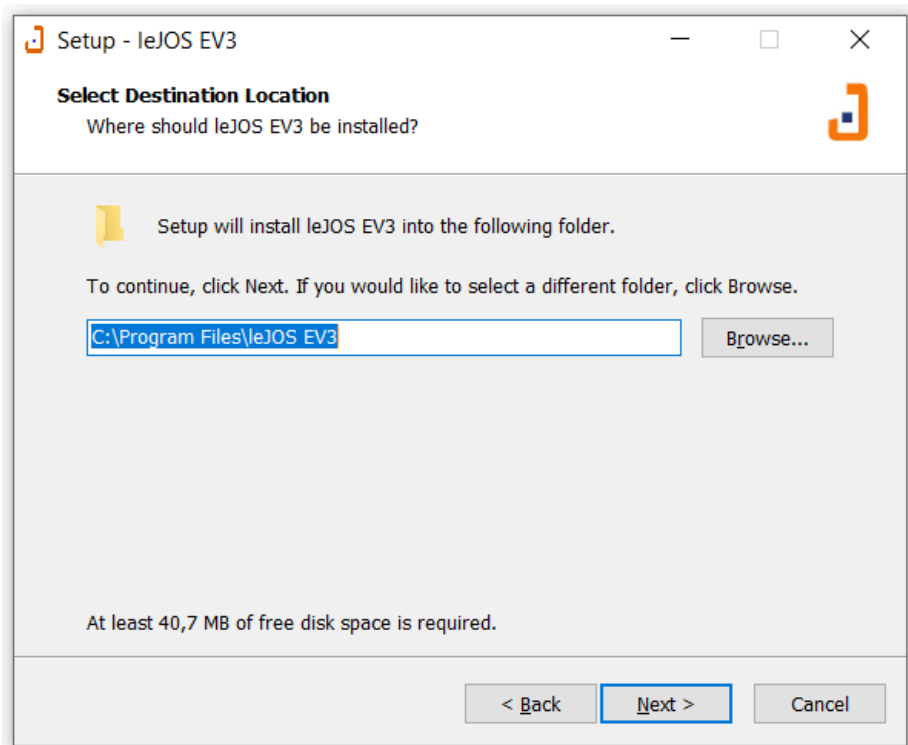 Setup - leJOS EV3
Select Destination Location
Where should leJOS EV3 be installed?
Setup will install leJOS EV3 into the following folder.
To continue, click Next. If you would like to select a different folder, click Browse.
C:\Program Files\leJOS EV3
Browse...
At least 40,7 MB of free disk space is required.
< Back
Next >
Cancel